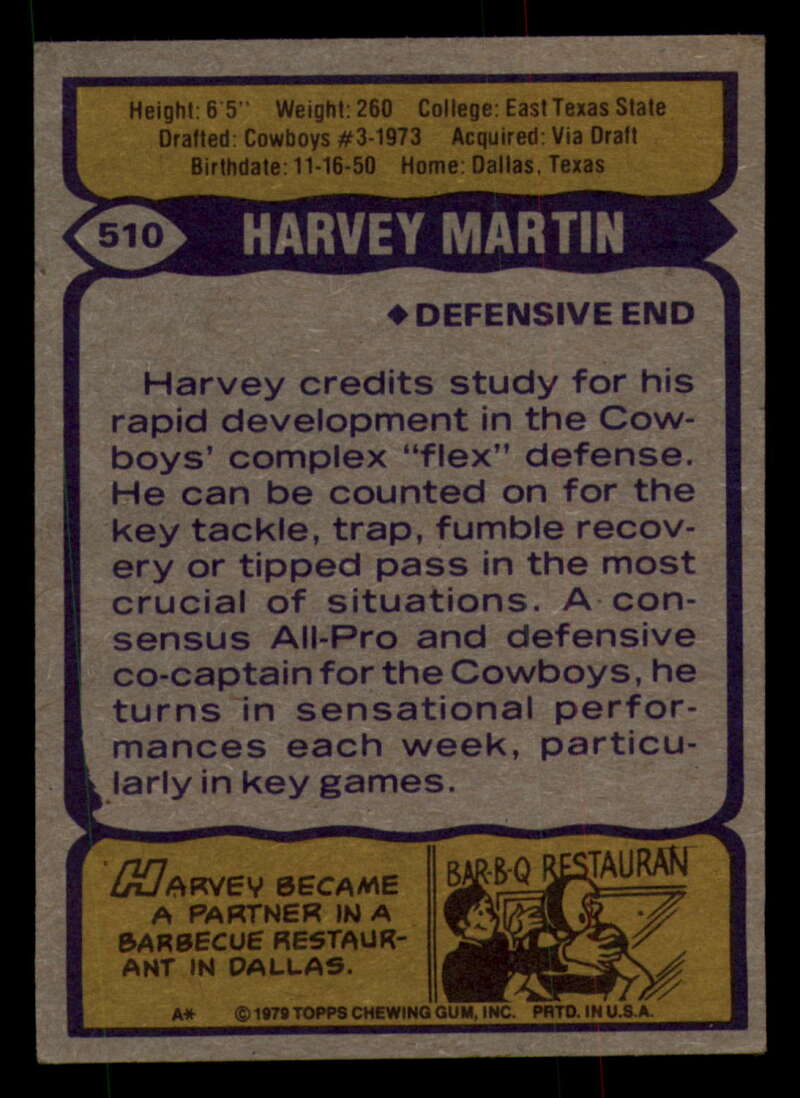 Height: 6'5" Weight: 260 College: East Texas State
Drafted: Cowboys #3-1973 Acquired: Via Draft
Birthdate: 11-16-50 Home: Dallas, Texas
510 HARVEY MARTIN
◆ DEFENSIVE END
Harvey credits study for his
rapid development in the Cow-
boys' complex "flex" defense.
He can be counted on for the
key tackle, trap, fumble recov-
ery or tipped pass in the most
crucial of situations. A con-
sensus All-Pro and defensive
co-captain for the Cowboys, he
turns in sensational perfor-
mances each week, particu-
larly in key games.
HARVEY BECAME
A PARTNER IN A
BARBECUE RESTAUR-
ANT IN DALLAS.
BAR-B-Q RESTAURAN
A* © 1979 TOPPS CHEWING GUM, INC. PRTD. IN U.S.A.